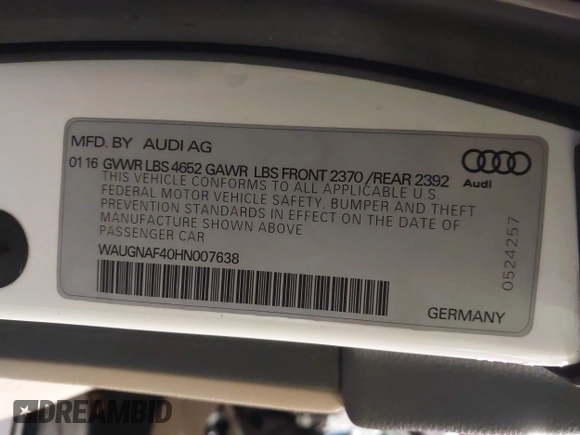 MFD. BY AUDI AG
01 16 GVWR LBS 4652 GAWR LBS FRONT 2370 /REAR 2392
THIS VEHICLE CONFORMS TO ALL APPLICABLE U.S
FEDERAL MOTOR VEHICLE SAFETY, BUMPER AND THEFT
PREVENTION STANDARDS IN EFFECT ON THE DATE OF
MANUFACTURE SHOWN ABOVE
PASSENGER CAR
WAUGNAF40HN007638
Audi
0524257
GERMANY
DREAMBID